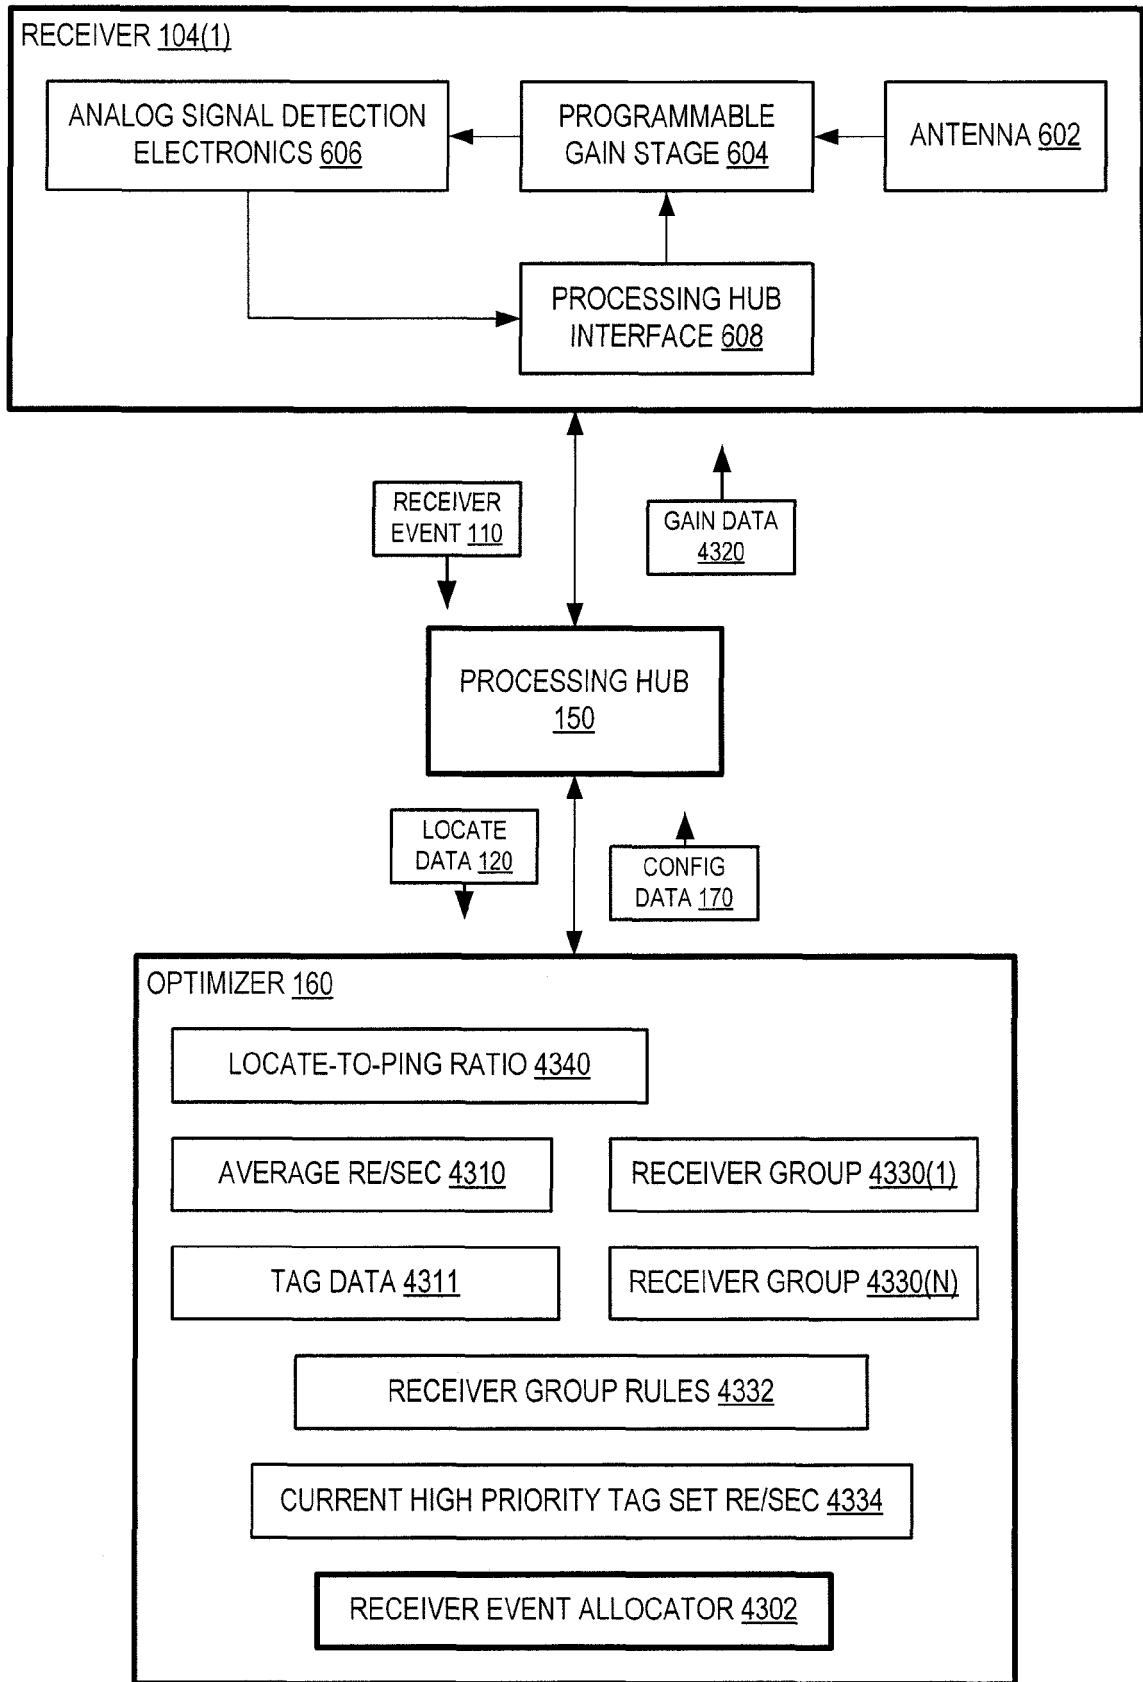 RECEIVER 104(1)
ANALOG SIGNAL DETECTION
ELECTRONICS 606
PROGRAMMABLE
GAIN STAGE 604
ANTENNA 602
PROCESSING HUB
INTERFACE 608
RECEIVER
EVENT 110
GAIN DATA
4320
PROCESSING HUB
150
LOCATE
DATA 120
CONFIG
DATA 170
OPTIMIZER 160
LOCATE-TO-PING RATIO 4340
AVERAGE RE/SEC 4310
RECEIVER GROUP 4330(1)
TAG DATA 4311
RECEIVER GROUP 4330(N)
RECEIVER GROUP RULES 4332
CURRENT HIGH PRIORITY TAG SET RE/SEC 4334
RECEIVER EVENT ALLOCATOR 4302